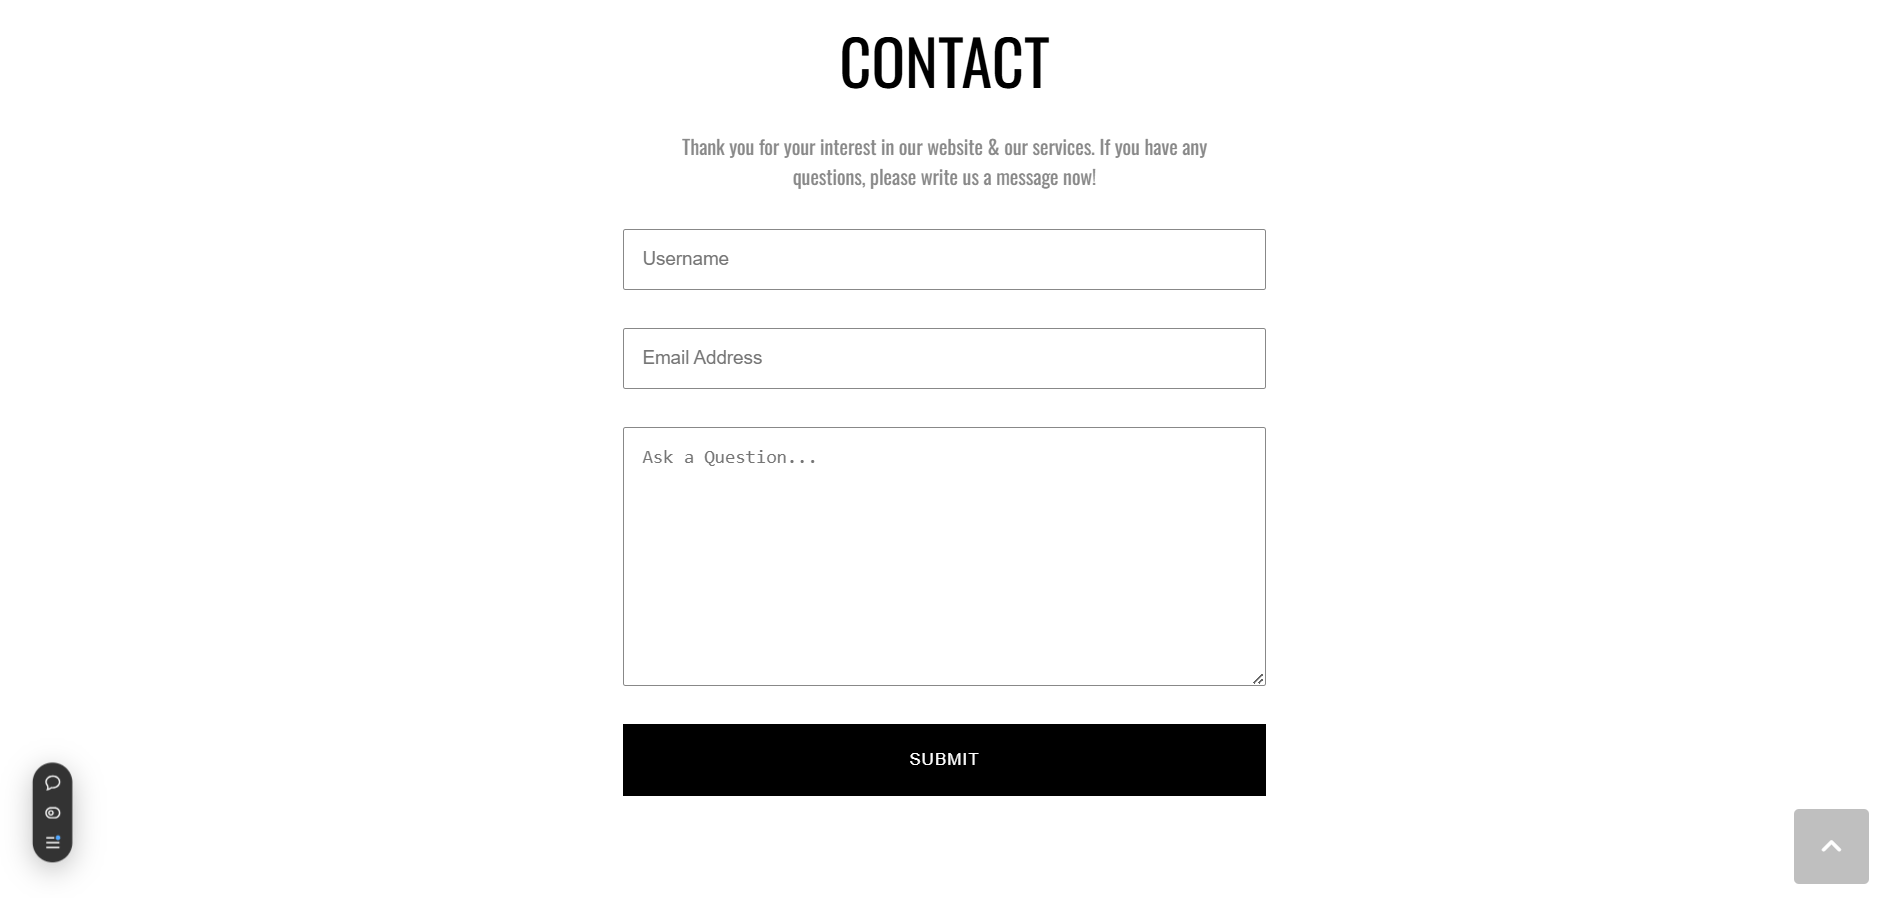 CONTACT
Thank you for your interest in our website & our services. If you have any
questions, please write us a message now!
Username
Email Address
Ask a Question...
SUBMIT